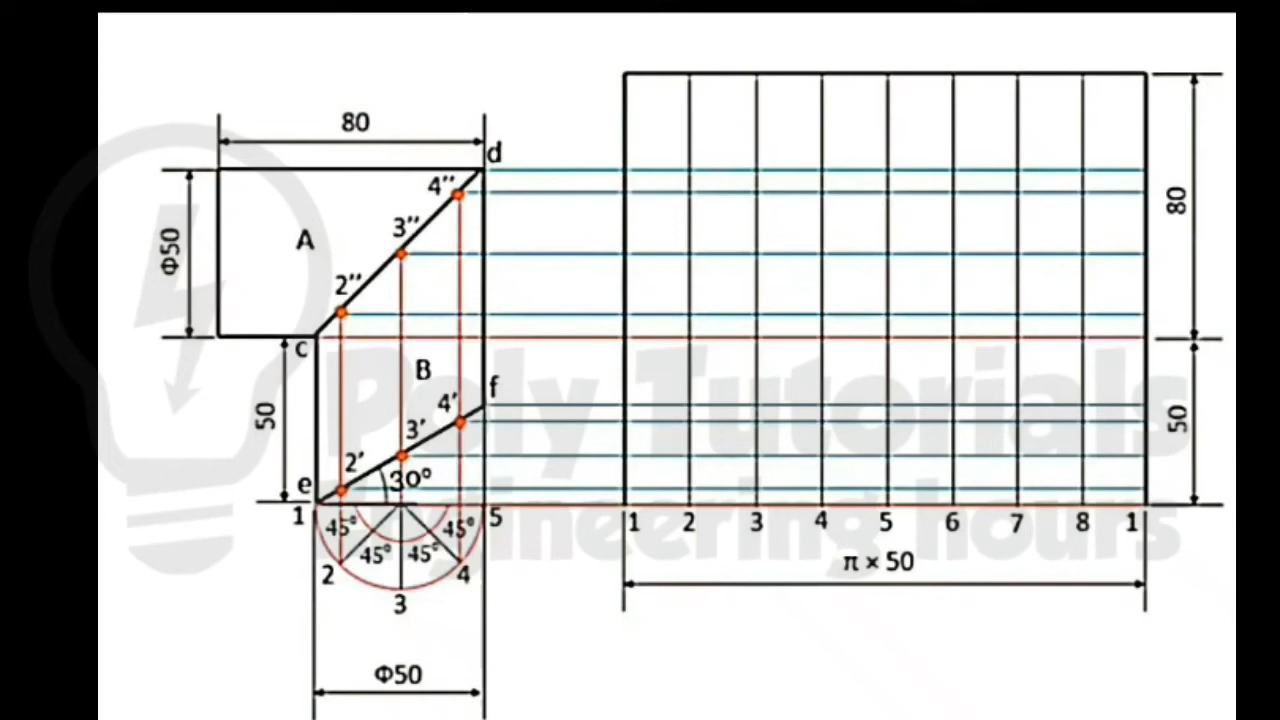 80
d
4''
3''
A
Φ50
2''
80
c
B
f
50
4'
3'
50
2'
e
30°
1
5
1 2 3 4 5 6 7 8 1
45°
45°
45°
45°
2
4
3
π × 50
Φ50
Poly Tutorials
Engineering hours